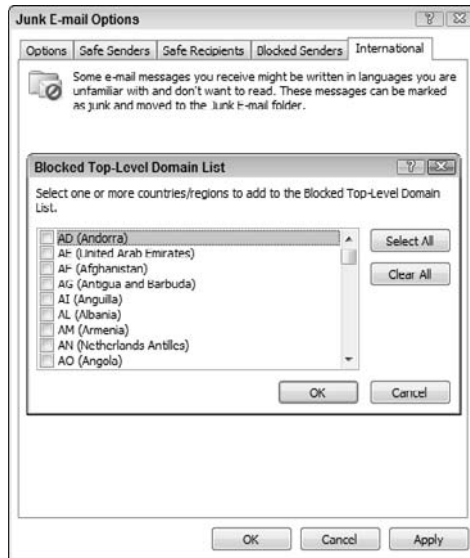 Junk E-mail Options
Options Safe Senders Safe Recipients Blocked Senders International
Some e-mail messages you receive might be written in languages you are
unfamiliar with and don't want to read. These messages can be marked
as junk and moved to the Junk E-mail folder.
Blocked Top-Level Domain List
Select one or more countries/regions to add to the Blocked Top-Level Domain
List.
AD (Andorra)
AE (United Arab Emirates)
AF (Afghanistan)
AG (Antigua and Barbuda)
AI (Anguilla)
AL (Albania)
AM (Armenia)
AN (Netherlands Antilles)
AO (Angola)
Select All
Clear All
OK Cancel
OK Cancel Apply